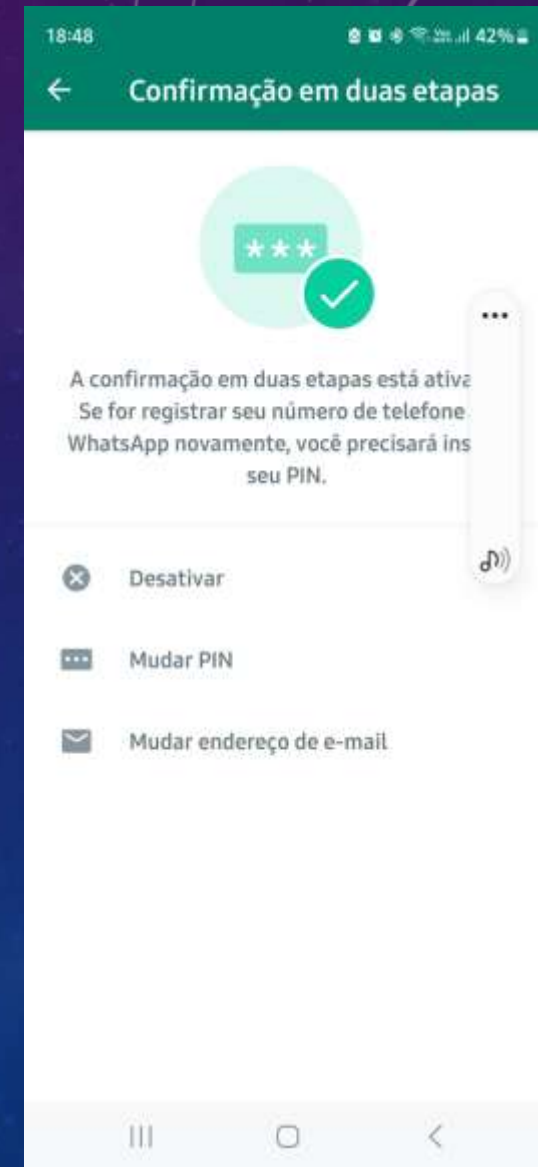 18:48
42%
Confirmação em duas etapas
***
A confirmação em duas etapas está ativa
Se for registrar seu número de telefone
WhatsApp novamente, você precisará ins
seu PIN.
Desativar
Mudar PIN
Mudar endereço de e-mail